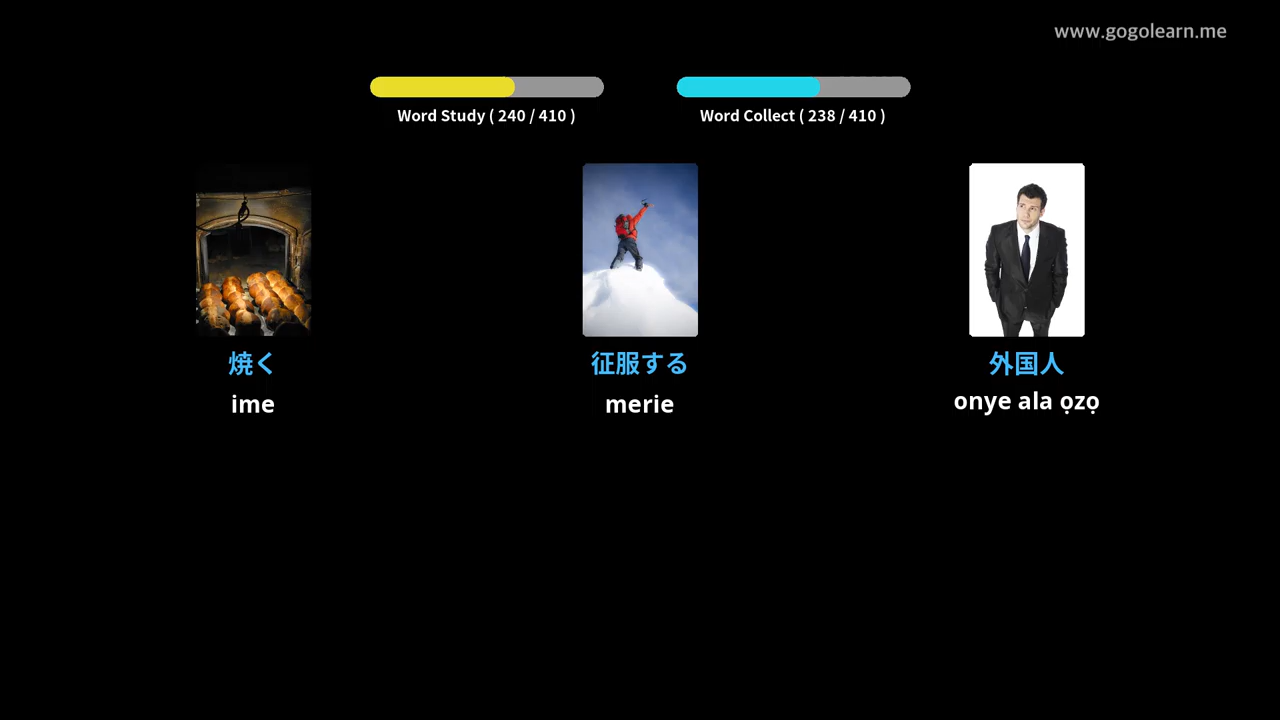 www.gogolearn.me
Word Study ( 240 / 410 )
Word Collect ( 238 / 410 )
焼く
征服する
外国人
ime
merie
onye ala ọzọ